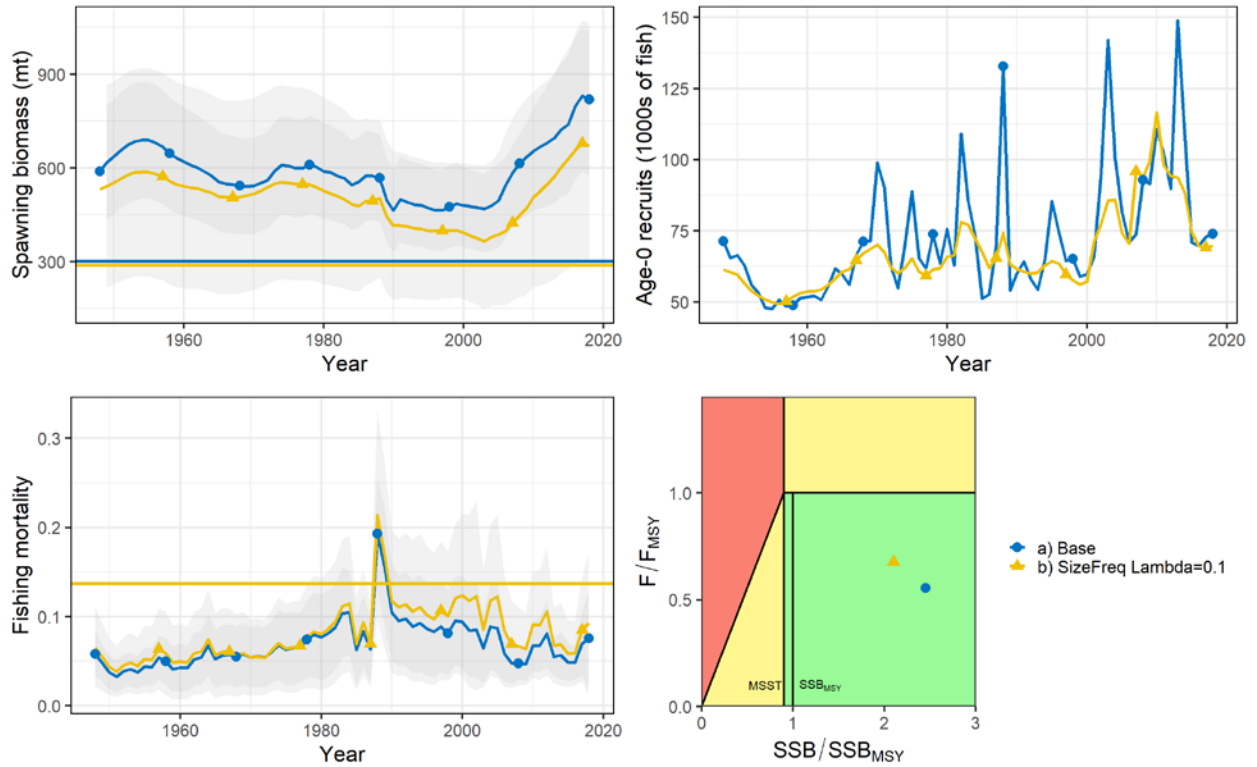 Spawning biomass (mt)
900
600
300
1960
1980
2000
2020
Year
Age-0 recruits (1000s of fish)
150
125
100
75
50
1960
1980
2000
2020
Year
Fishing mortality
0.3
0.2
0.1
0.0
1960
1980
2000
2020
Year
F/FMSY
1.0
0.5
0.0
MSST
SSBMSY
0
1
2
3
SSB/SSBMSY
a) Base
b) SizeFreq Lambda=0.1